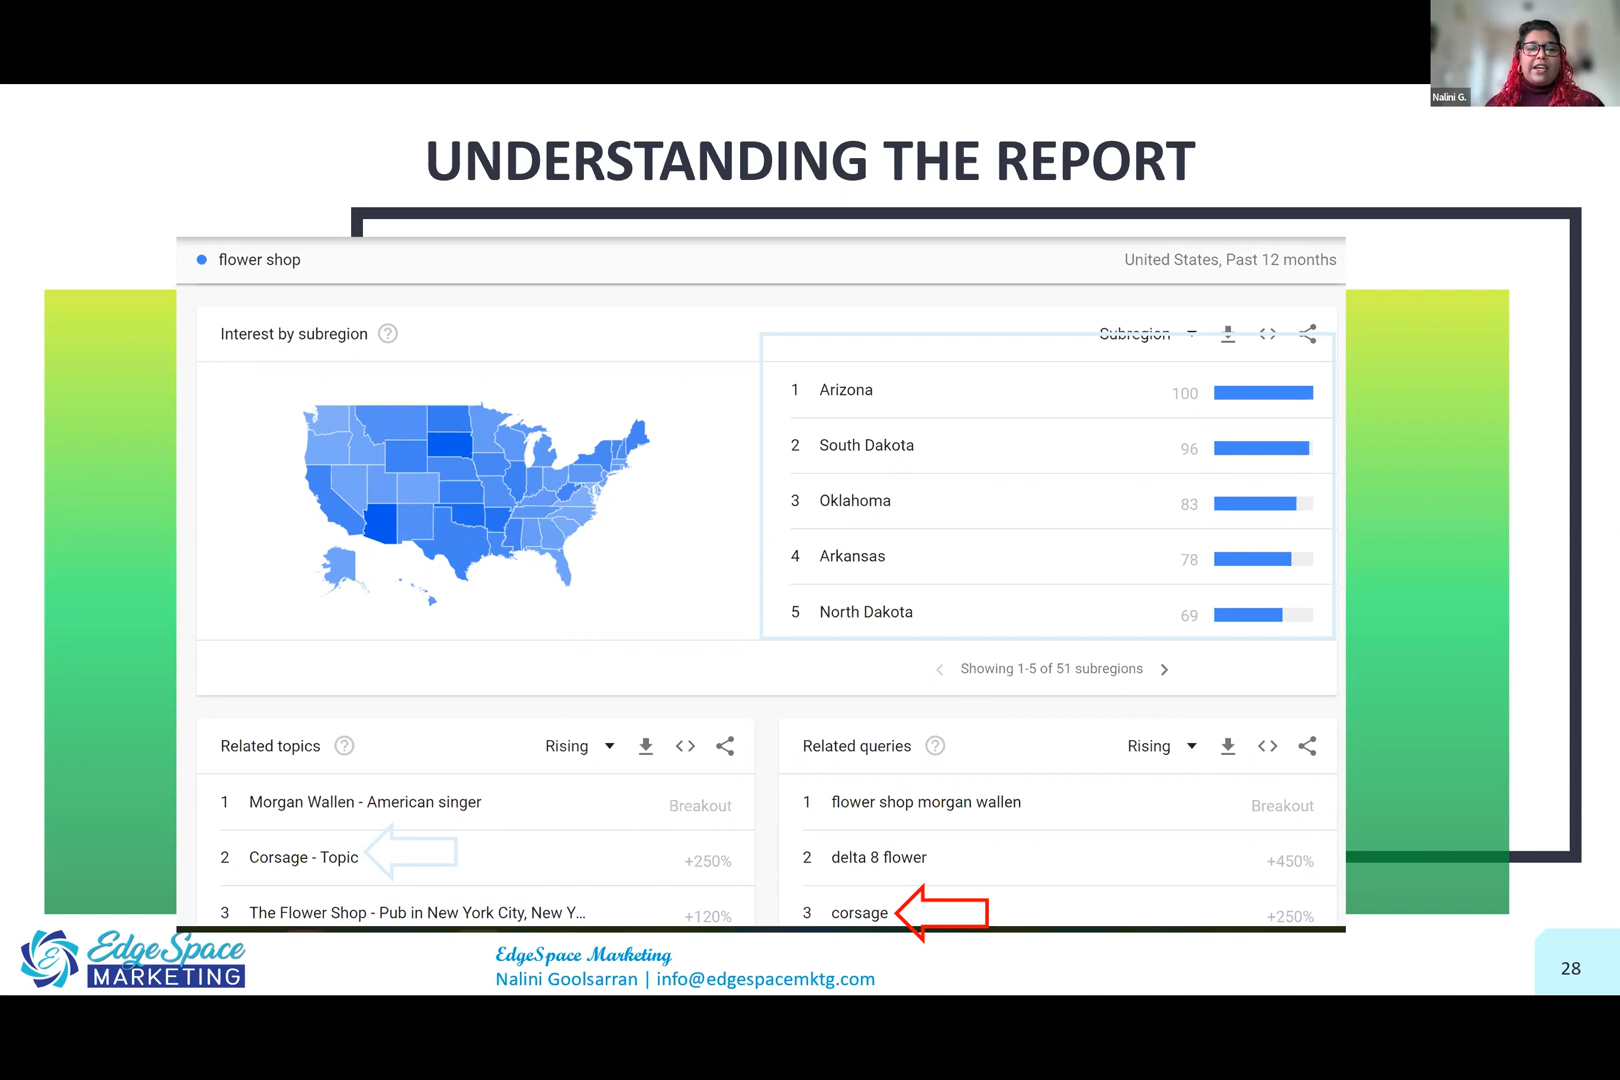 Nalini G.
UNDERSTANDING THE REPORT
flower shop
United States, Past 12 months
Interest by subregion
Subregion
1 Arizona 100
2 South Dakota 96
3 Oklahoma 83
4 Arkansas 78
5 North Dakota 69
Showing 1-5 of 51 subregions
Related topics
Rising
1 Morgan Wallen - American singer Breakout
2 Corsage - Topic +250%
3 The Flower Shop - Pub in New York City, New Y... +120%
Related queries
Rising
1 flower shop morgan wallen Breakout
2 delta 8 flower +450%
3 corsage +250%
EdgeSpace
MARKETING
EdgeSpace Marketing
Nalini Goolsarran | info@edgespacemktg.com
28